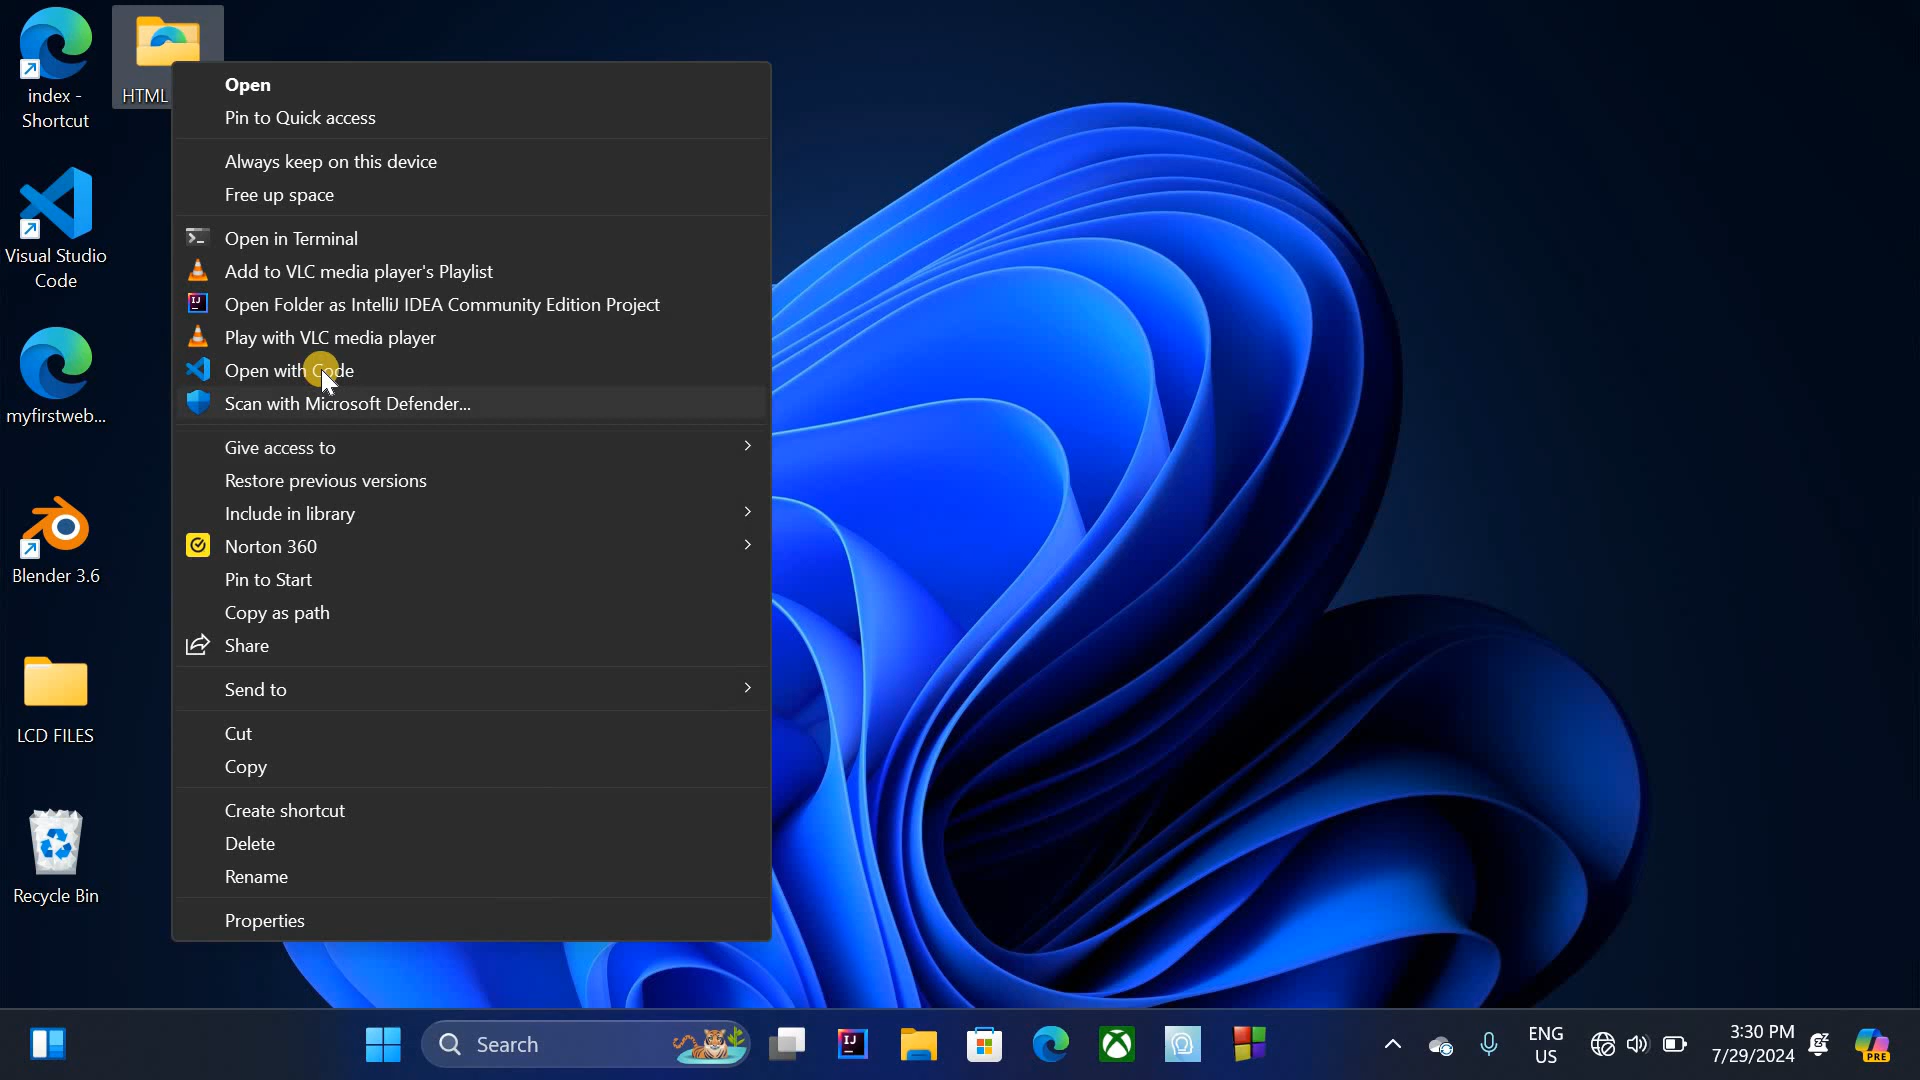 index -
Shortcut
HTML
Visual Studio
Code
myfirstweb...
Blender 3.6
LCD FILES
Recycle Bin
Open
Pin to Quick access
Always keep on this device
Free up space
Open in Terminal
Add to VLC media player's Playlist
IJ
Open Folder as IntelliJ IDEA Community Edition Project
Play with VLC media player
Open with Code
Scan with Microsoft Defender...
Give access to
Restore previous versions
Include in library
Norton 360
Pin to Start
Copy as path
Share
Send to
Cut
Copy
Create shortcut
Delete
Rename
Properties
Search
IJ
ENG
US
3:30 PM
7/29/2024
PRE